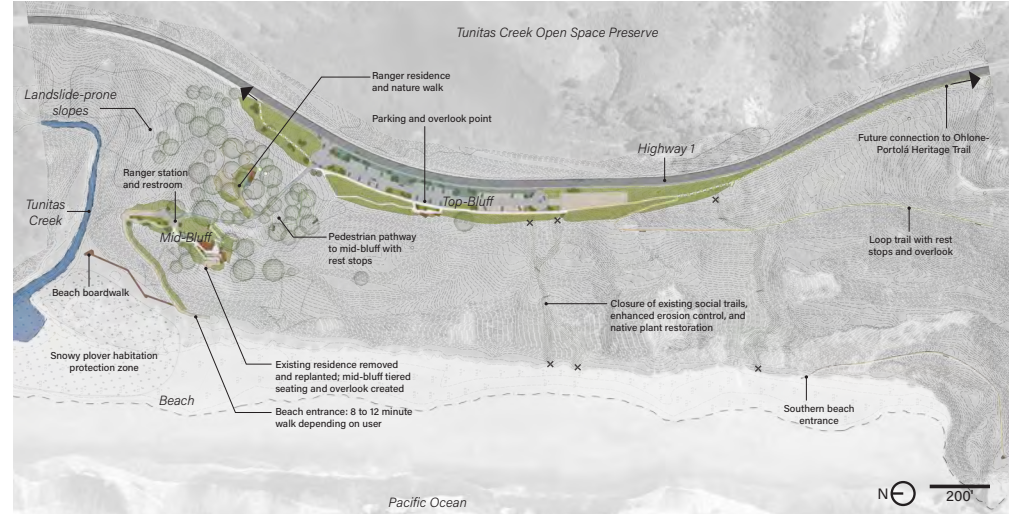 Tunitas Creek Open Space Preserve
Ranger residence
and nature walk
Landslide-prone
slopes
Parking and overlook point
Highway 1
Future connection to Ohlone-
Portolá Heritage Trail
Ranger station
and restroom
Tunitas
Creek
Top-Bluff
Mid-Bluff
Pedestrian pathway
to mid-bluff with
rest stops
Loop trail with rest
stops and overlook
Beach boardwalk
Closure of existing social trails,
enhanced erosion control, and
native plant restoration
Snowy plover habitation
protection zone
Existing residence removed
and replanted; mid-bluff tiered
seating and overlook created
Beach
Beach entrance: 8 to 12 minute
walk depending on user
Southern beach
entrance
Pacific Ocean
N
200'